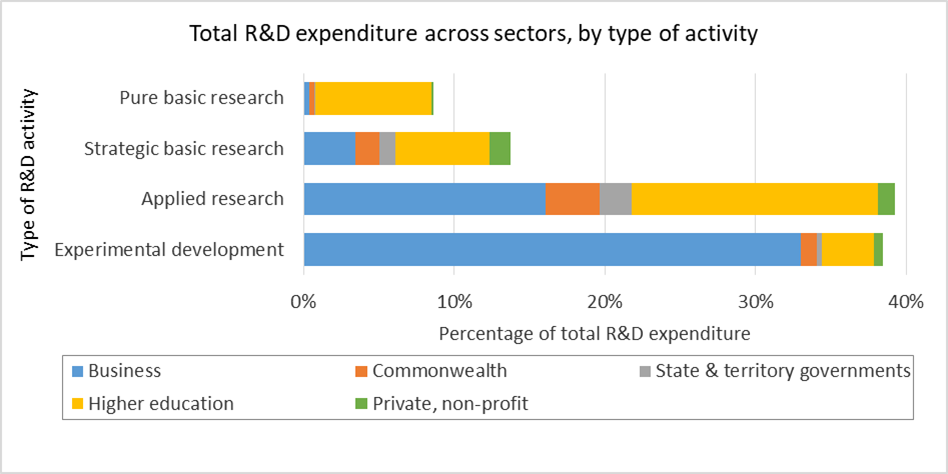 Total R&D expenditure across sectors, by type of activity
Type of R&D activity
Pure basic research
Strategic basic research
Applied research
Experimental development
0% 10% 20% 30% 40%
Percentage of total R&D expenditure
Business Commonwealth State & territory governments
Higher education Private, non-profit